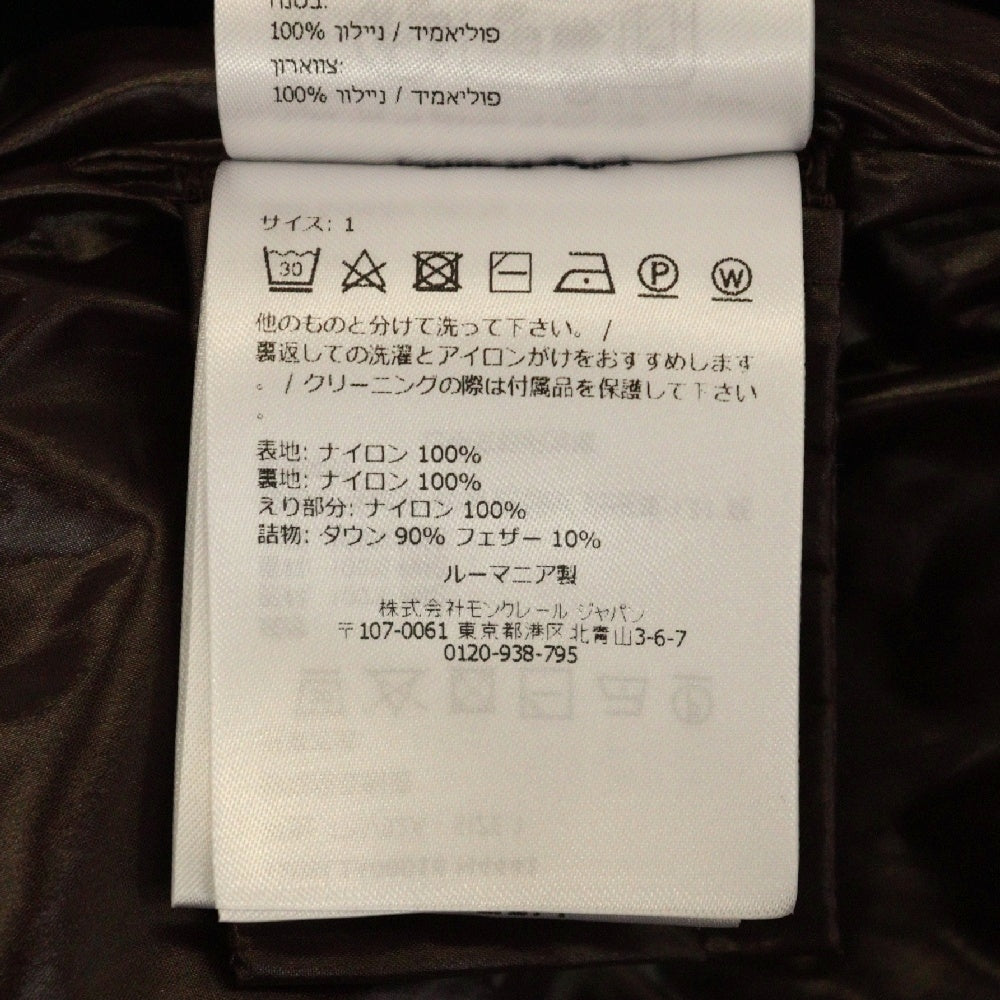 בטנה:
100% פוליאמיד / ניילון
צווארון:
100% פוליאמיד / ניילון
サイズ: 1
30 P W
他のものと分けて洗って下さい。 /
裏返しての洗濯とアイロンがけをおすすめします
。 / クリーニングの際は付属品を保護して下さい
。
表地: ナイロン 100%
裏地: ナイロン 100%
えり部分: ナイロン 100%
詰物: ダウン 90% フェザー 10%
ルーマニア製
株式会社モンクレール ジャパン
〒107-0061 東京都港区北青山3-6-7
0120-938-795